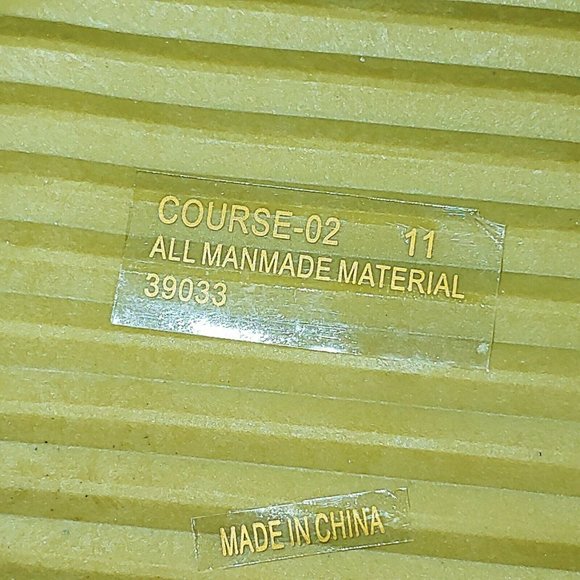 COURSE-02 11
ALL MANMADE MATERIAL
39033
MADE IN CHINA